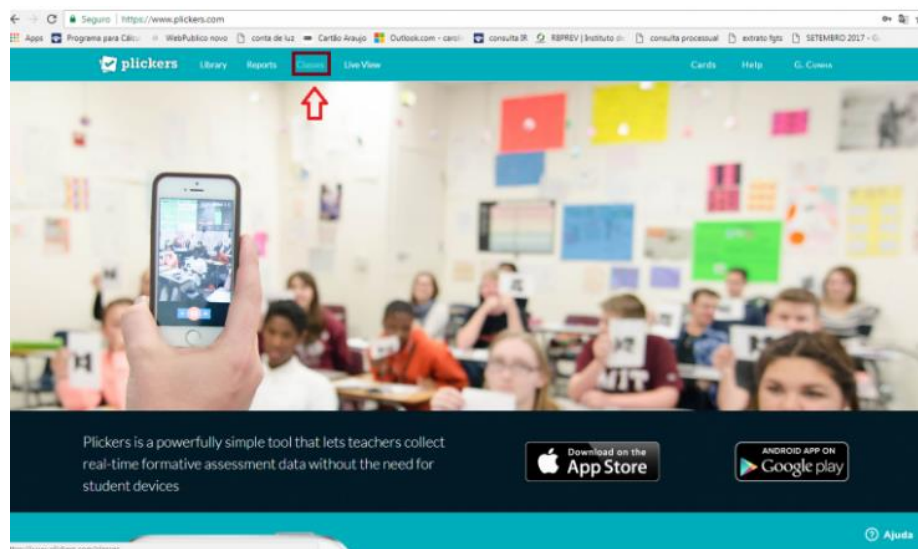 Seguro | https://www.plickers.com
Apps Programa para Cálcu WebPublico novo conta de luz Cartão Araujo Outlook.com - caroli consulta IR RBPREV | Instituto d consulta processual extrato fgts SETEMBRO 2017 - G
plickers Library Reports Classes Live View Cards Help G. Cunha
MIT
Plickers is a powerfully simple tool that lets teachers collect
real-time formative assessment data without the need for
student devices
Download on the
App Store
ANDROID APP ON
Google play
Ajuda